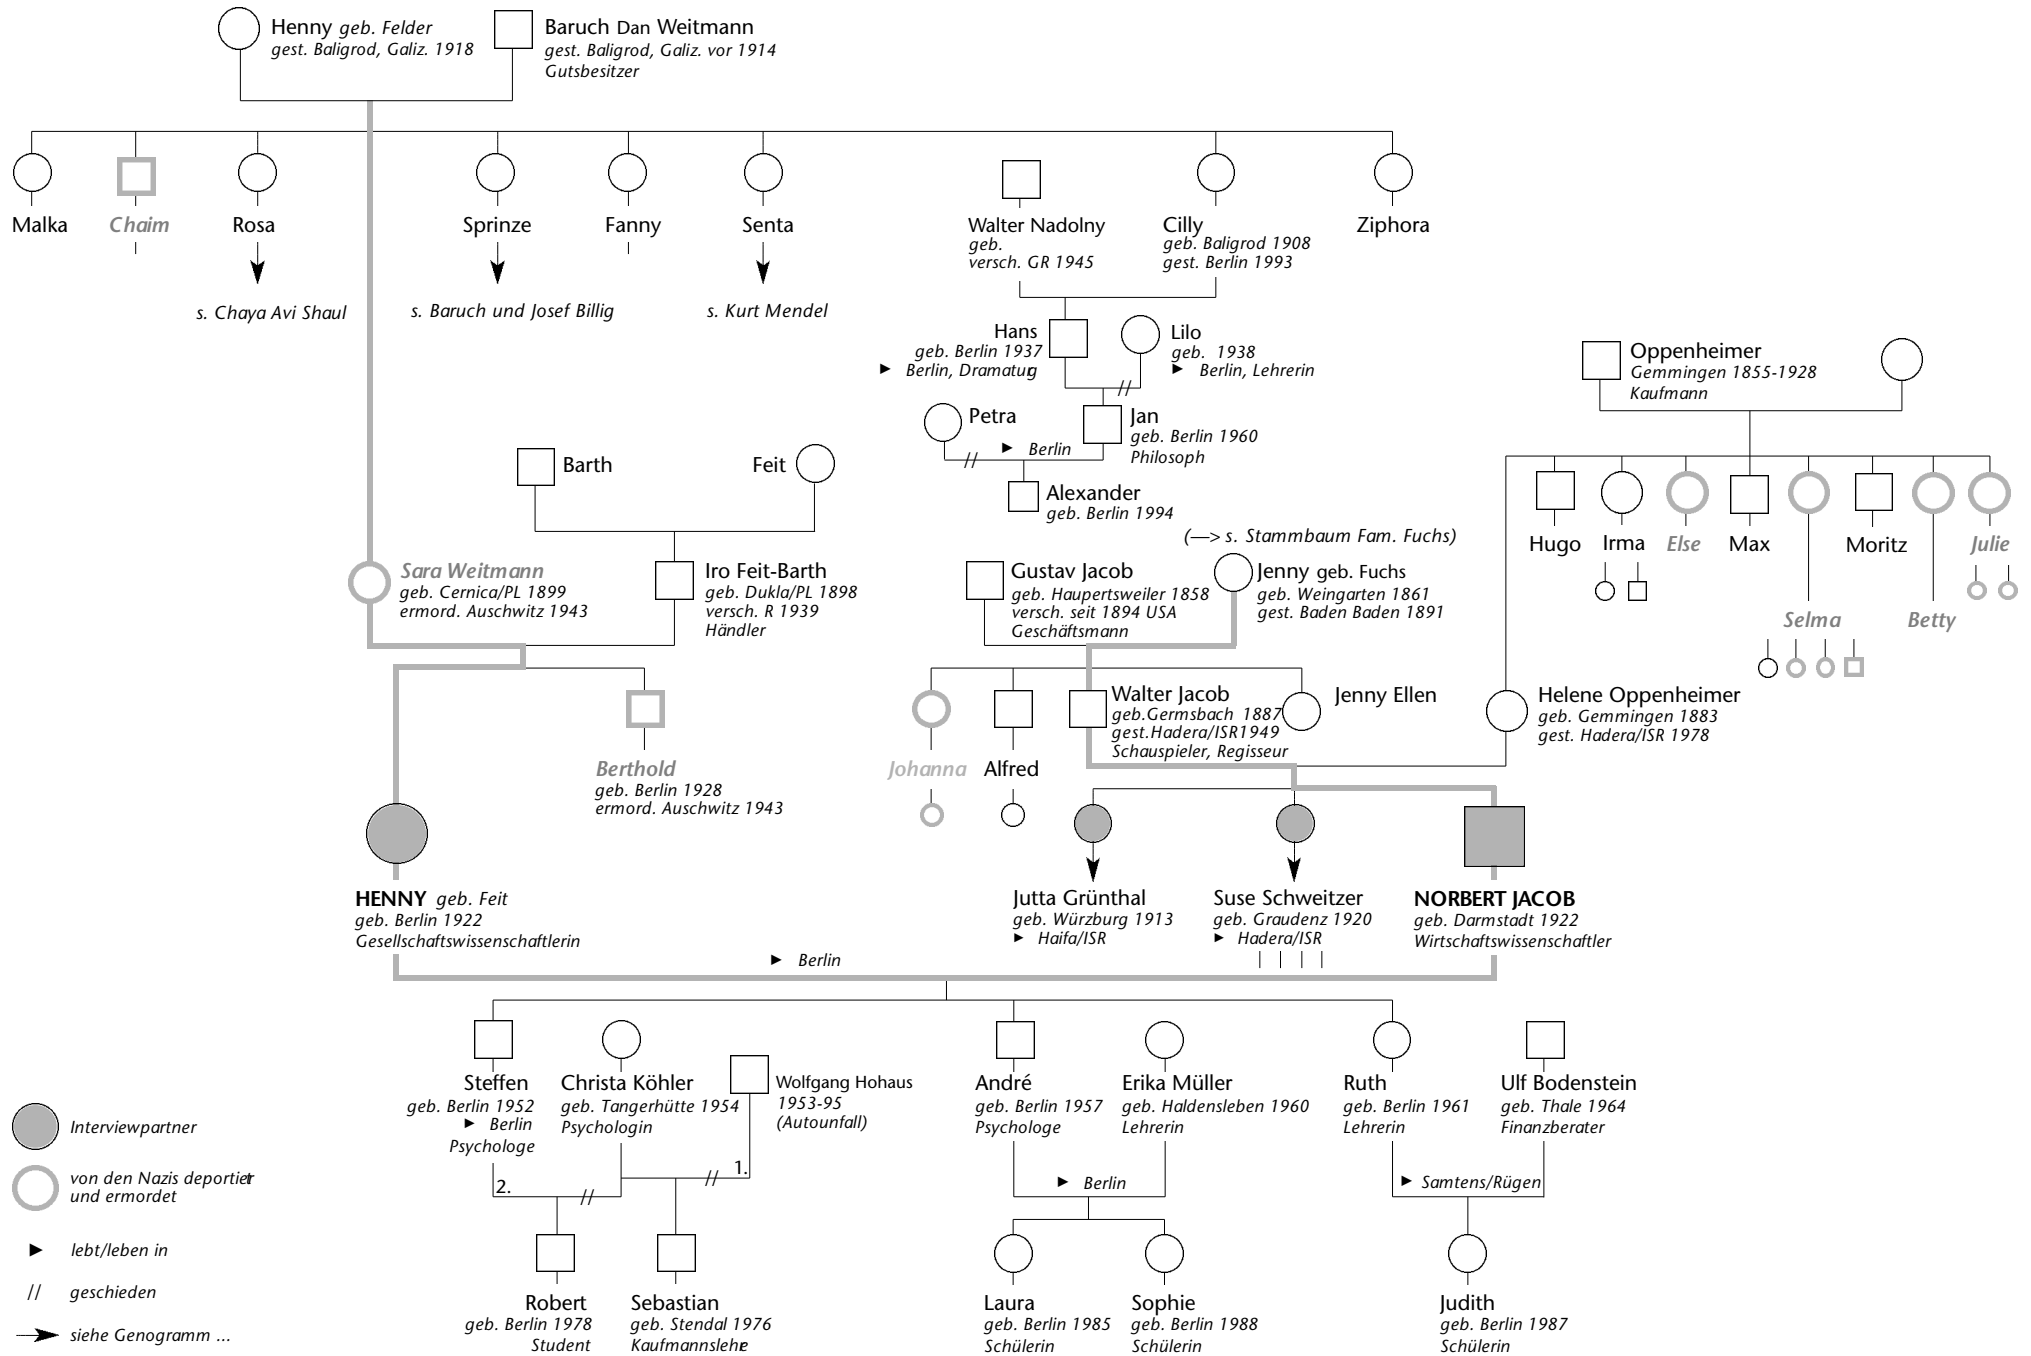 Henny geb. Felder
gest. Baligrod, Galiz. 1918
Baruch Dan Weitmann
gest. Baligrod, Galiz. vor 1914
Gutsbesitzer
Malka
Chaim
Rosa
Sprinze
Fanny
Senta
Walter Nadolny
geb.
versch. GR 1945
Cilly
geb. Baligrod 1908
gest. Berlin 1993
Ziphora
s. Chaya Avi Shaul
s. Baruch und Josef Billig
s. Kurt Mendel
Hans
geb. Berlin 1937
► Berlin, Dramaturg
Lilo
geb. 1938
► Berlin, Lehrerin
//
Oppenheimer
Gemmingen 1855-1928
Kaufmann
Petra
Jan
geb. Berlin 1960
Philosoph
► Berlin
//
Alexander
geb. Berlin 1994
Barth
Feit
Hugo
Irma
Else
Max
Moritz
Julie
Selma
Betty
(—> s. Stammbaum Fam. Fuchs)
Sara Weitmann
geb. Cernica/PL 1899
ermord. Auschwitz 1943
Iro Feit-Barth
geb. Dukla/PL 1898
versch. R 1939
Händler
Gustav Jacob
geb. Haupertsweiler 1858
versch. seit 1894 USA
Geschäftsmann
Jenny geb. Fuchs
geb. Weingarten 1861
gest. Baden Baden 1891
Berthold
geb. Berlin 1928
ermord. Auschwitz 1943
Johanna
Alfred
Walter Jacob
geb.Germsbach 1887
gest.Hadera/ISR1949
Schauspieler, Regisseur
Jenny Ellen
Helene Oppenheimer
geb. Gemmingen 1883
gest. Hadera/ISR 1978
HENNY geb. Feit
geb. Berlin 1922
Gesellschaftswissenschaftlerin
Jutta Grünthal
geb. Würzburg 1913
► Haifa/ISR
Suse Schweitzer
geb. Graudenz 1920
► Hadera/ISR
NORBERT JACOB
geb. Darmstadt 1922
Wirtschaftswissenschaftler
► Berlin
Steffen
geb. Berlin 1952
► Berlin
Psychologe
Christa Köhler
geb. Tangerhütte 1954
Psychologin
Wolfgang Hohaus
1953-95
(Autounfall)
André
geb. Berlin 1957
Psychologe
Erika Müller
geb. Haldensleben 1960
Lehrerin
Ruth
geb. Berlin 1961
Lehrerin
Ulf Bodenstein
geb. Thale 1964
Finanzberater
1.
//
2.
//
► Berlin
► Samtens/Rügen
Robert
geb. Berlin 1978
Student
Sebastian
geb. Stendal 1976
Kaufmannslehre
Laura
geb. Berlin 1985
Schülerin
Sophie
geb. Berlin 1988
Schülerin
Judith
geb. Berlin 1987
Schülerin
Interviewpartner
von den Nazis deportiert
und ermordet
► lebt/leben in
// geschieden
siehe Genogramm ...